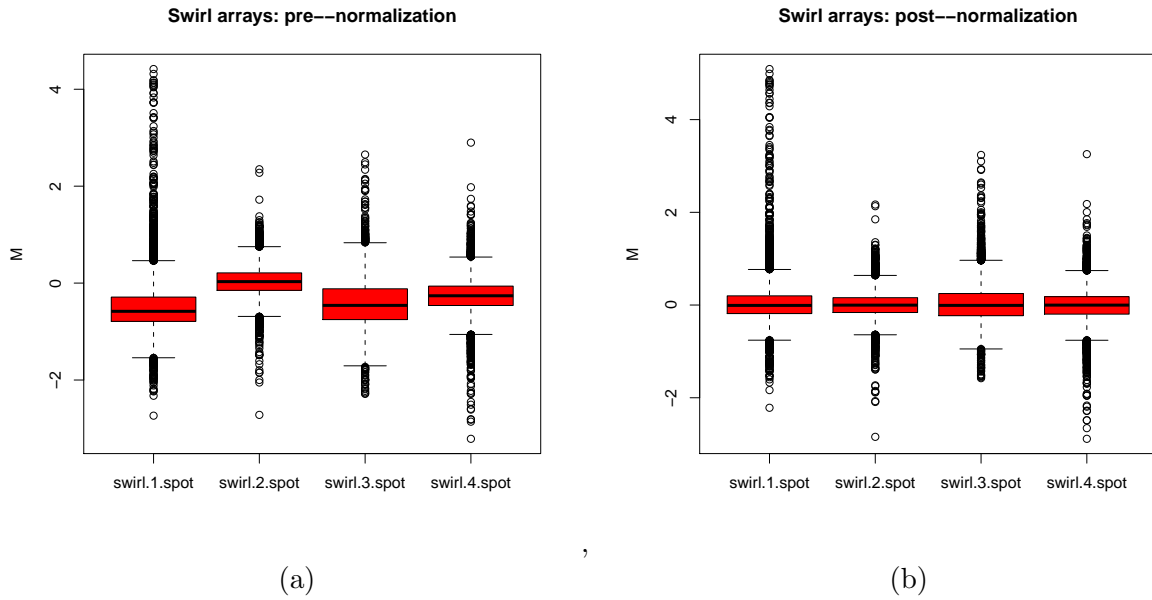 Swirl arrays: pre−−normalization
M
4
2
0
−2
swirl.1.spot swirl.2.spot swirl.3.spot swirl.4.spot
(a)
,
Swirl arrays: post−−normalization
M
4
2
0
−2
swirl.1.spot swirl.2.spot swirl.3.spot swirl.4.spot
(b)